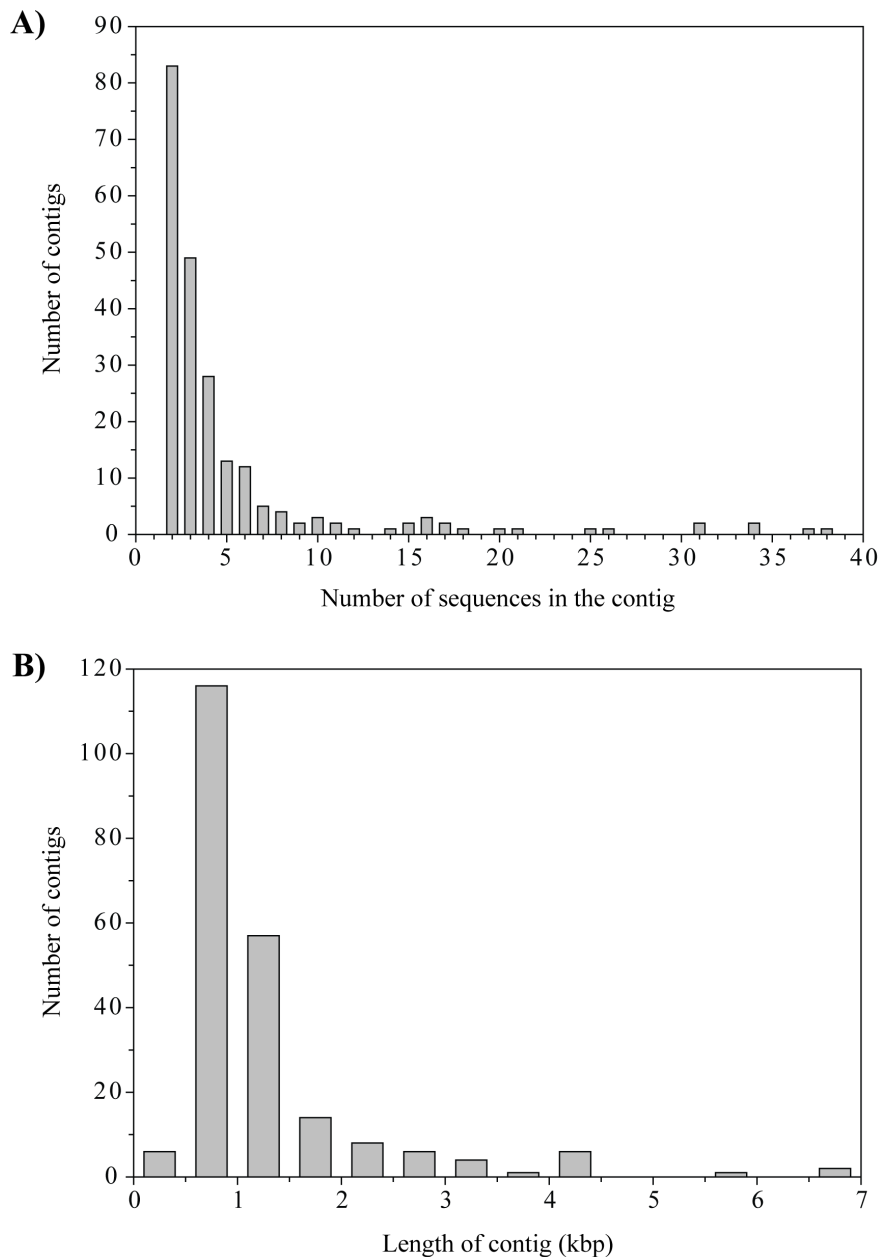 A)
90
80
70
60
50
40
30
20
10
0
Number of contigs
0 5 10 15 20 25 30 35 40
Number of sequences in the contig
B)
120
100
80
60
40
20
0
Number of contigs
0 1 2 3 4 5 6 7
Length of contig (kbp)